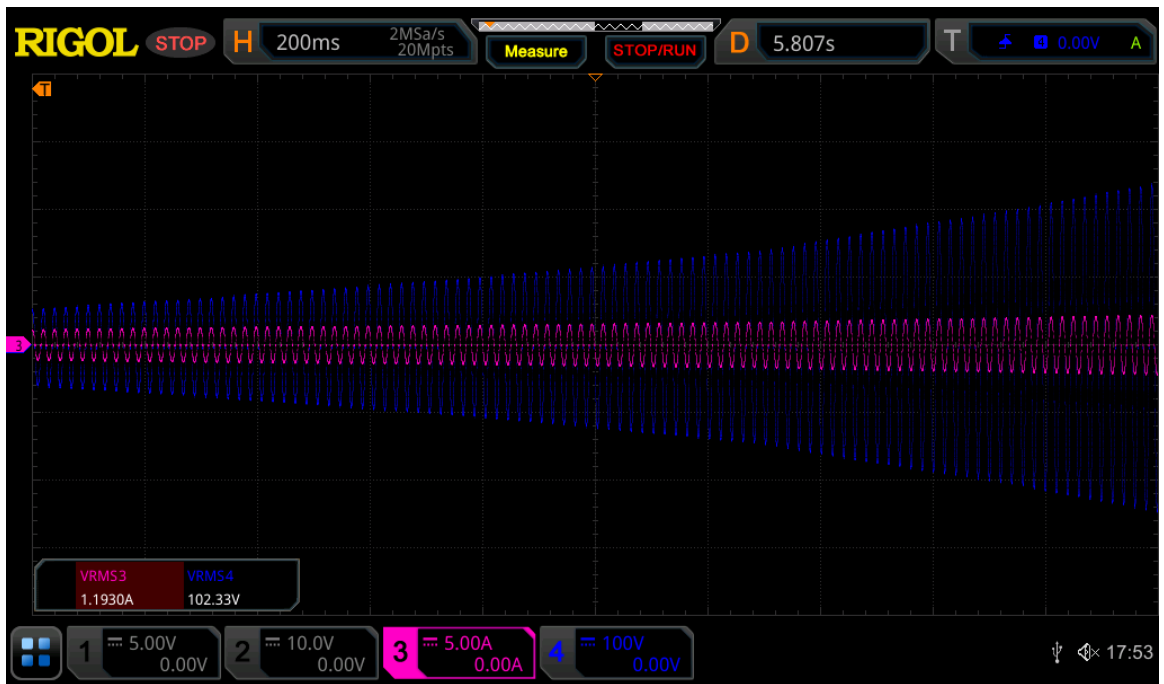 RIGOL STOP H 200ms 2MSa/s 20Mpts Measure STOP/RUN D 5.807s T 4 0.00V A
T
3
VRMS3 VRMS4
1.1930A 102.33V
1 5.00V 0.00V 2 10.0V 0.00V 3 5.00A 0.00A 4 100V 0.00V 17:53